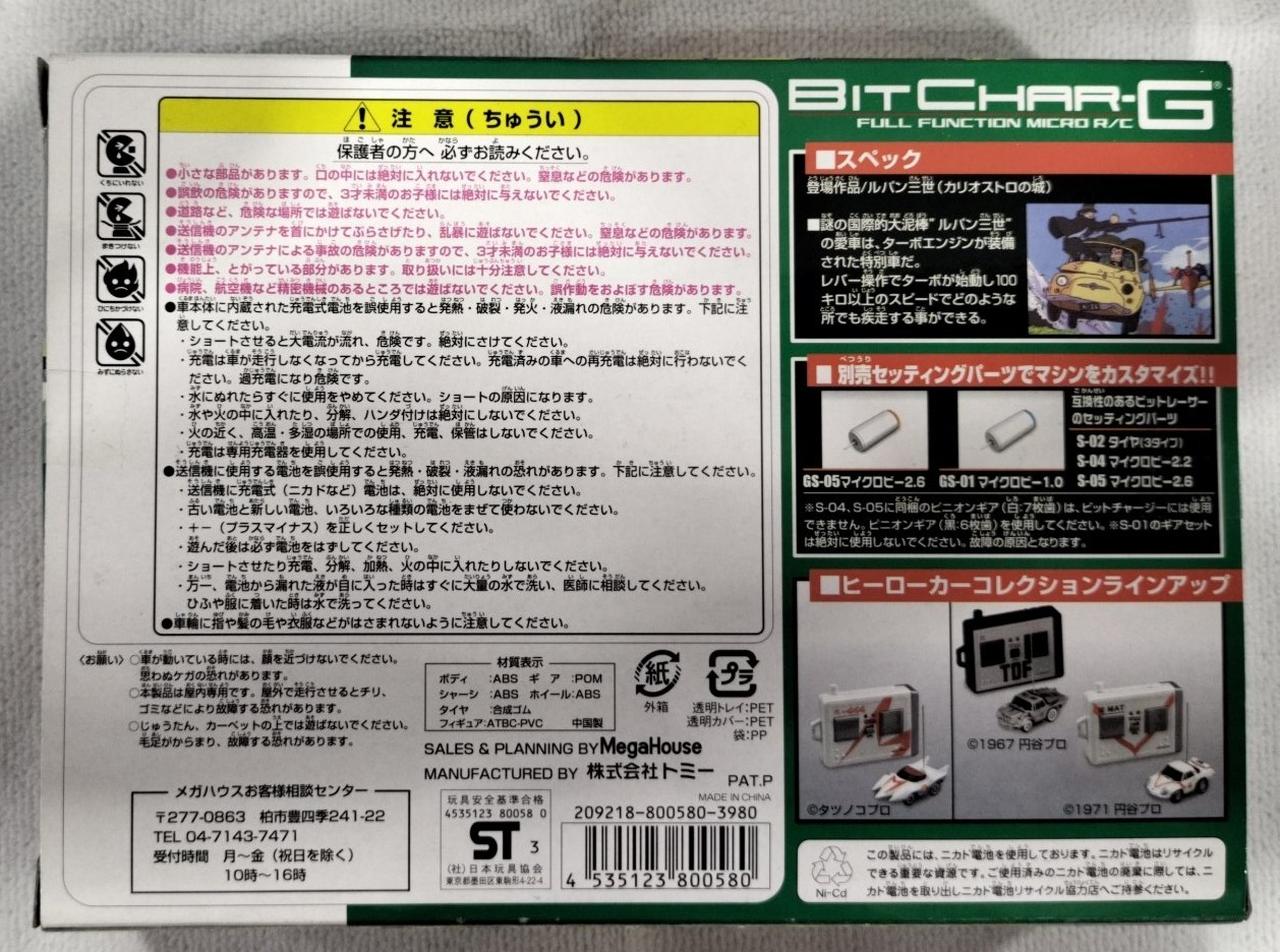 くちにいれない
まきつけない
ひにちかづけない
みずにぬらさない
注 意(ちゅうい)
保護者の方へ 必ずお読みください。
●小さな部品があります。口の中には絶対に入れないでください。窒息などの危険があります。
●誤飲の危険がありますので、3才未満のお子様には絶対に与えないでください。
●道路など、危険な場所では遊ばないでください。
●送信機のアンテナを首にかけてぶらさげたり、乱暴に遊ばないでください。窒息などの危険があります。
●送信機のアンテナによる事故の危険がありますので、3才未満のお子様には絶対に与えないでください。
●機能上、とがっている部分があります。取り扱いには十分注意してください。
●病院、航空機など精密機械のあるところでは遊ばないでください。誤作動をおよぼす危険があります。
●車本体に内蔵された充電式電池を誤使用すると発熱・破裂・発火・液漏れの危険があります。下記に注
意してください。
・ショートさせると大電流が流れ、危険です。絶対にさけてください。
・充電は車が走行しなくなってから充電してください。充電済みの車への再充電は絶対に行わないでく
ださい。過充電になり危険です。
・水にぬれたらすぐに使用をやめてください。ショートの原因になります。
・水や火の中に入れたり、分解、ハンダ付けは絶対にしないでください。
・火の近く、高温・多湿の場所での使用、充電、保管はしないでください。
・充電は専用充電器を使用してください。
●送信機に使用する電池を誤使用すると発熱・破裂・液漏れの恐れがあります。下記に注意してください。
・送信機に充電式(ニカドなど)電池は、絶対に使用しないでください。
・古い電池と新しい電池、いろいろな種類の電池をまぜて使わないでください。
・+−(プラスマイナス)を正しくセットしてください。
・遊んだ後は必ず電池をはずしてください。
・ショートさせたり充電、分解、加熱、火の中に入れたりしないでください。
・万一、電池から漏れた液が目に入った時はすぐに大量の水で洗い、医師に相談してください。
ひふや服に着いた時は水で洗ってください。
●車輪に指や髪の毛や衣服などがはさまれないように注意してください。
〈お願い〉○車が動いている時には、顔を近づけないでください。
思わぬケガの恐れがあります。
○本製品は屋内専用です。屋外で走行させるとチリ、
ゴミなどにより故障する恐れがあります。
○じゅうたん、カーペットの上では遊ばないでください。
毛足がからまり、故障する恐れがあります。
材質表示
ボディ :ABS ギ ア :POM
シャーシ :ABS ホイール:ABS
タイヤ :合成ゴム
フィギュア:ATBC-PVC 中国製
紙
外箱
プラ
透明トレイ:PET
透明カバー:PET
袋:PP
SALES & PLANNING BY MegaHouse
MANUFACTURED BY 株式会社トミー
PAT.P
MADE IN CHINA
メガハウスお客様相談センター
〒277-0863 柏市豊四季241-22
TEL 04-7143-7471
受付時間 月〜金(祝日を除く)
10時〜16時
玩具安全基準合格
4535123 80058 0
ST 3
(社)日本玩具協会
東京都墨田区東駒形4-22-4
209218-800580-3980
4 535123 800580
BIT CHAR-G®
FULL FUNCTION MICRO R/C
■スペック
登場作品/ルパン三世(カリオストロの城)
■謎の国際的大泥棒"ルパン三世"
の愛車は、ターボエンジンが装備
された特別車だ。
レバー操作でターボが始動し100
キロ以上のスピードでどのような
所でも疾走する事ができる。
■別売セッティングパーツでマシンをカスタマイズ!!
互換性のあるビットレーサー
のセッティングパーツ
S-02 タイヤ(3タイプ)
S-04 マイクロビー2.2
S-05 マイクロビー2.6
GS-05マイクロビー2.6
GS-01マイクロビー1.0
※S-04、S-05に同梱のピニオンギア(白:7枚歯)は、ビットチャージーには使用
できません。ピニオンギア(黒:6枚歯)を使用してください。※S-01のギアセット
は絶対に使用しないでください。故障の原因となります。
■ヒーローカーコレクションラインアップ
TDF
MAT
©1967 円谷プロ
©タツノコプロ
©1971 円谷プロ
Ni-Cd
この製品には、ニカド電池を使用しております。ニカド電池はリサイクル
できる重要な資源です。ご使用済みのニカド電池の廃棄に際しては、ニ
カド電池を取り出しニカド電池リサイクル協力店へご持参ください。